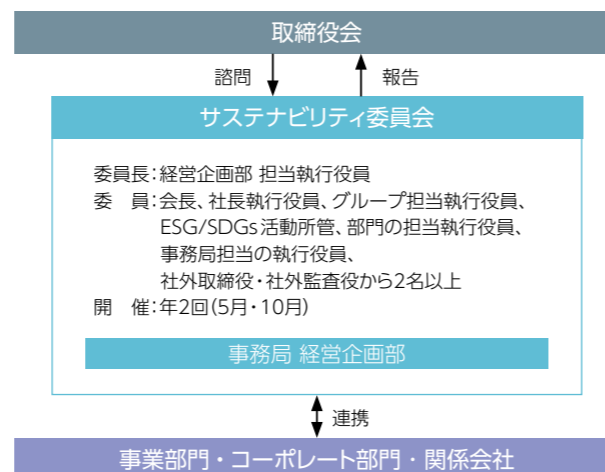 取締役会
諮問
報告
サステナビリティ委員会
委員長：経営企画部 担当執行役員
委　員：会長、社長執行役員、グループ担当執行役員、
ESG/SDGs活動所管、部門の担当執行役員、
事務局担当の執行役員、
社外取締役・社外監査役から2名以上
開　催：年2回（5月・10月）
事務局 経営企画部
連携
事業部門・コーポレート部門・関係会社